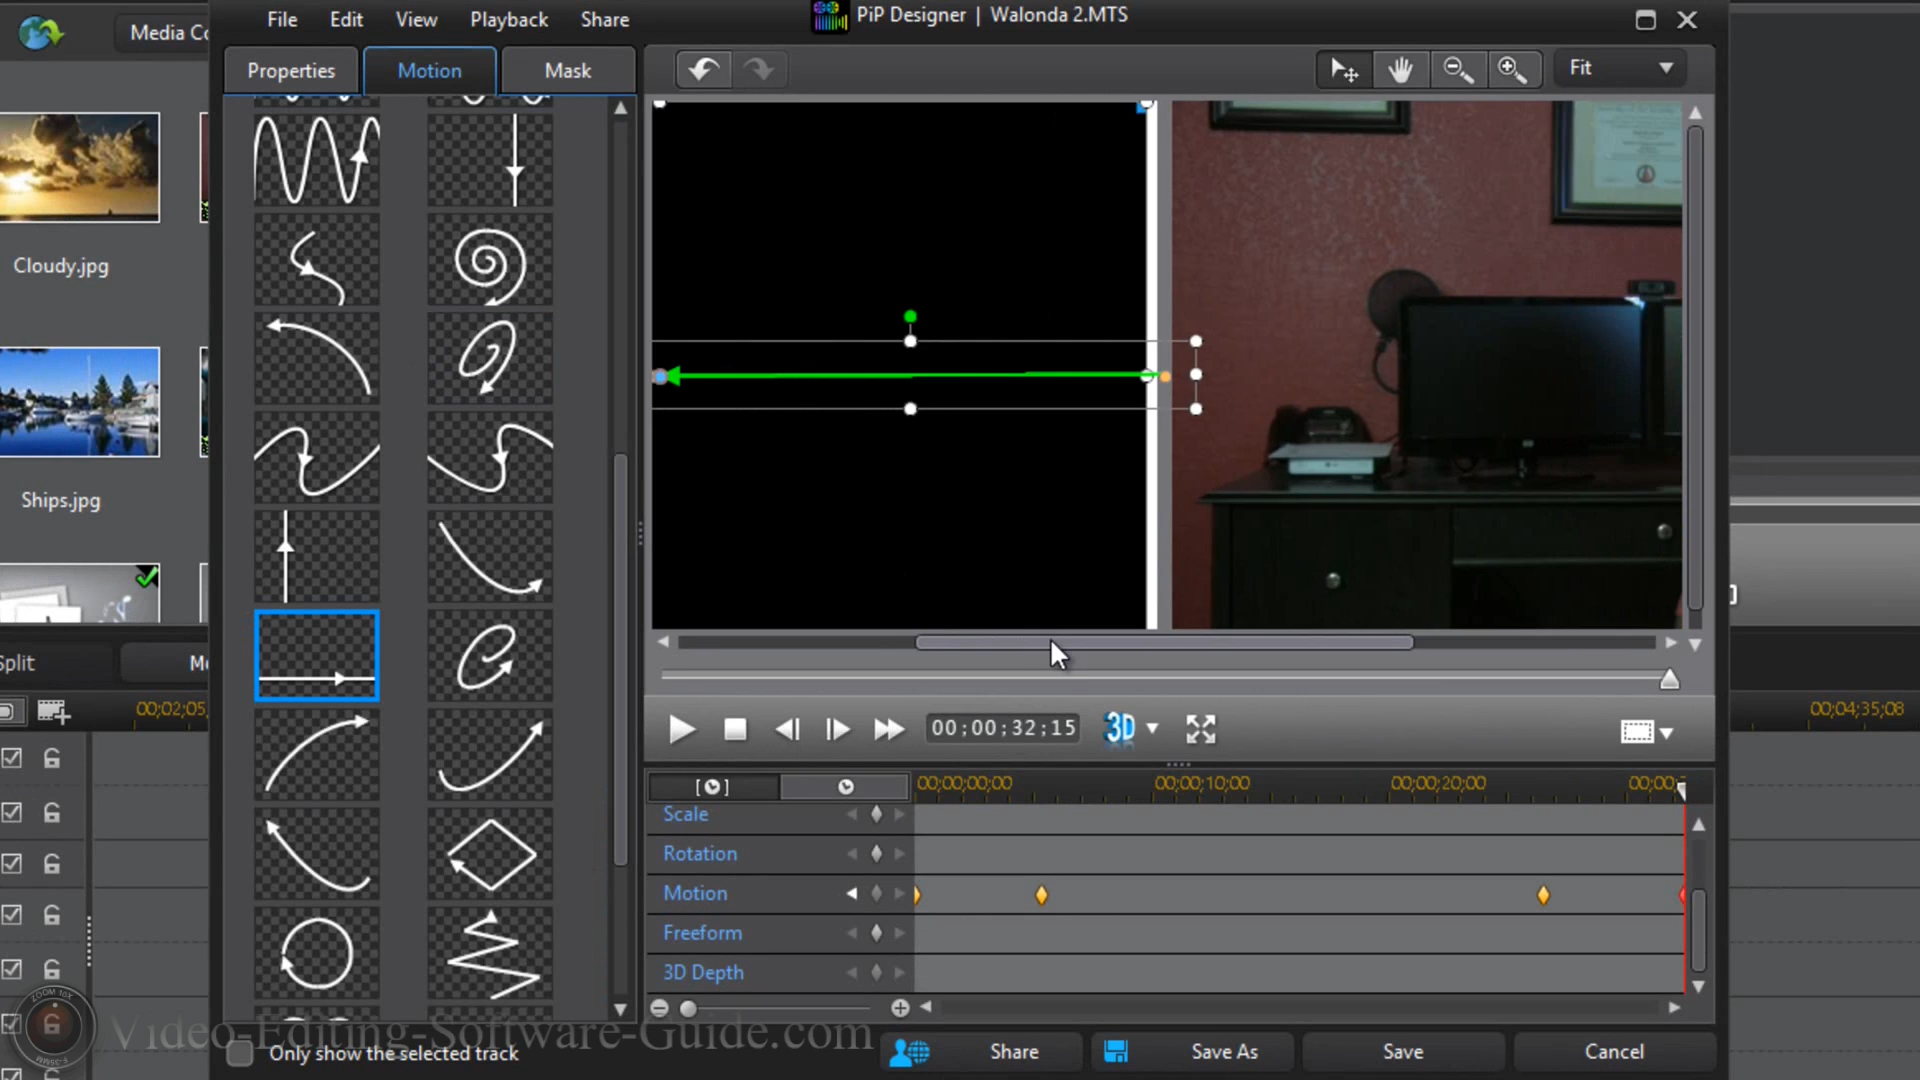 File Edit View Playback Share
PiP Designer | Walonda 2.MTS
Media Co
Properties Motion Mask
Fit
Cloudy.jpg
Ships.jpg
Split
00;02;05,
00;04;35;08
00;00;32;15
3D
00;00;00;00 00;00;10;00 00;00;20;00 00;00;
Scale
Rotation
Motion
Freeform
3D Depth
ZOOM 10X
Video-Editing-Software-Guide.com
Only show the selected track
Share Save As Save Cancel